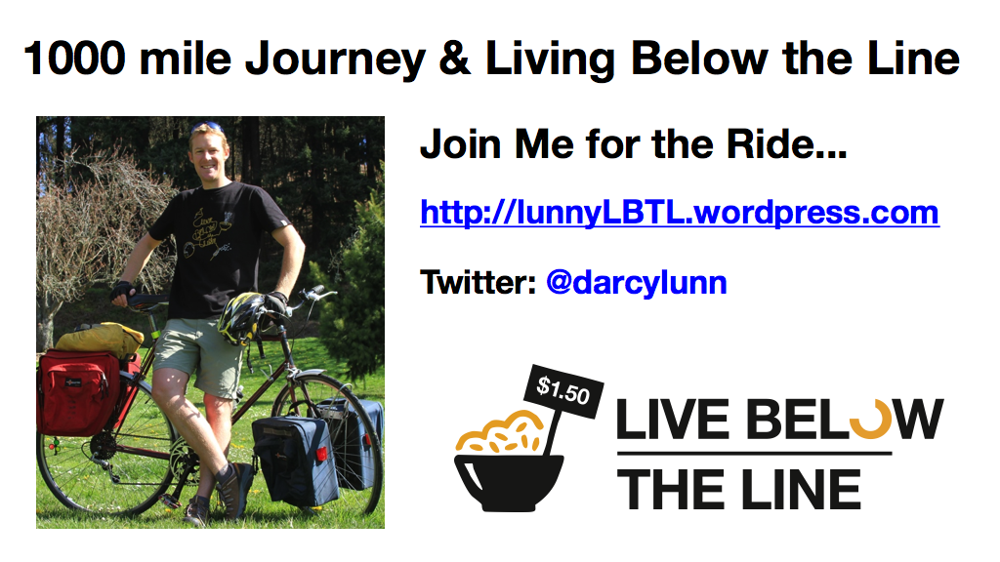 1000 mile Journey & Living Below the Line
Join Me for the Ride...
http://lunnyLBTL.wordpress.com
Twitter: @darcylunn
$1.50
LIVE BELOW
THE LINE